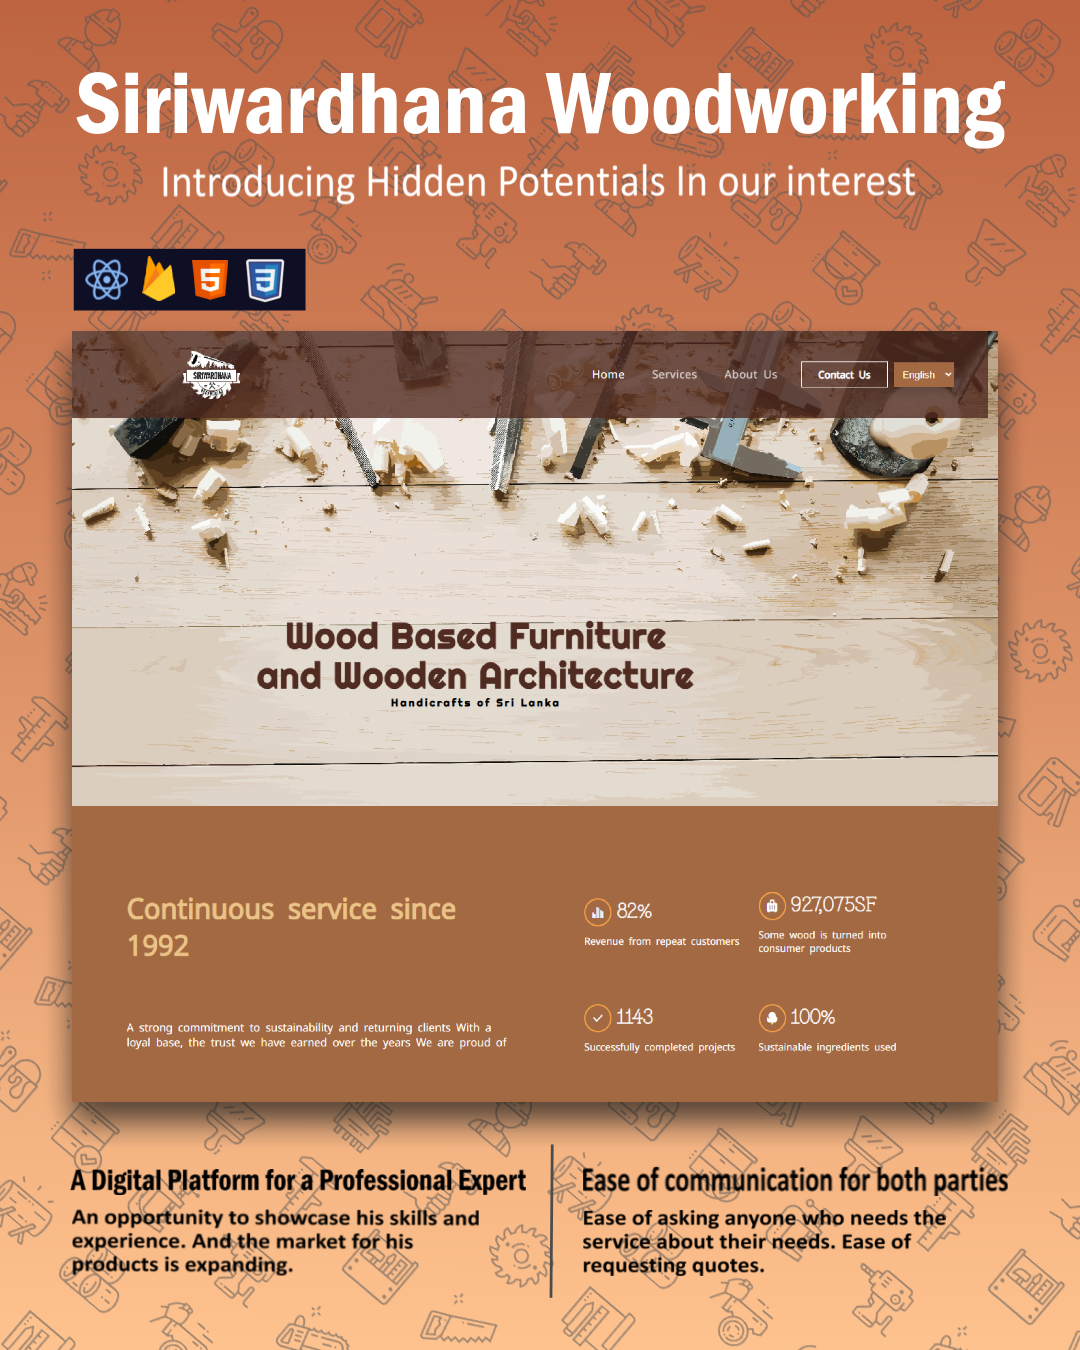 Siriwardhana Woodworking
Introducing Hidden Potentials In our interest
SIRIWARDHANA
Home Services About Us Contact Us English
Wood Based Furniture
and Wooden Architecture
Handicrafts of Sri Lanka
Continuous service since
1992
A strong commitment to sustainability and returning clients With a
loyal base, the trust we have earned over the years We are proud of
82%
Revenue from repeat customers
927,075SF
Some wood is turned into
consumer products
1143
Successfully completed projects
100%
Sustainable ingredients used
A Digital Platform for a Professional Expert
An opportunity to showcase his skills and
experience. And the market for his
products is expanding.
Ease of communication for both parties
Ease of asking anyone who needs the
service about their needs. Ease of
requesting quotes.